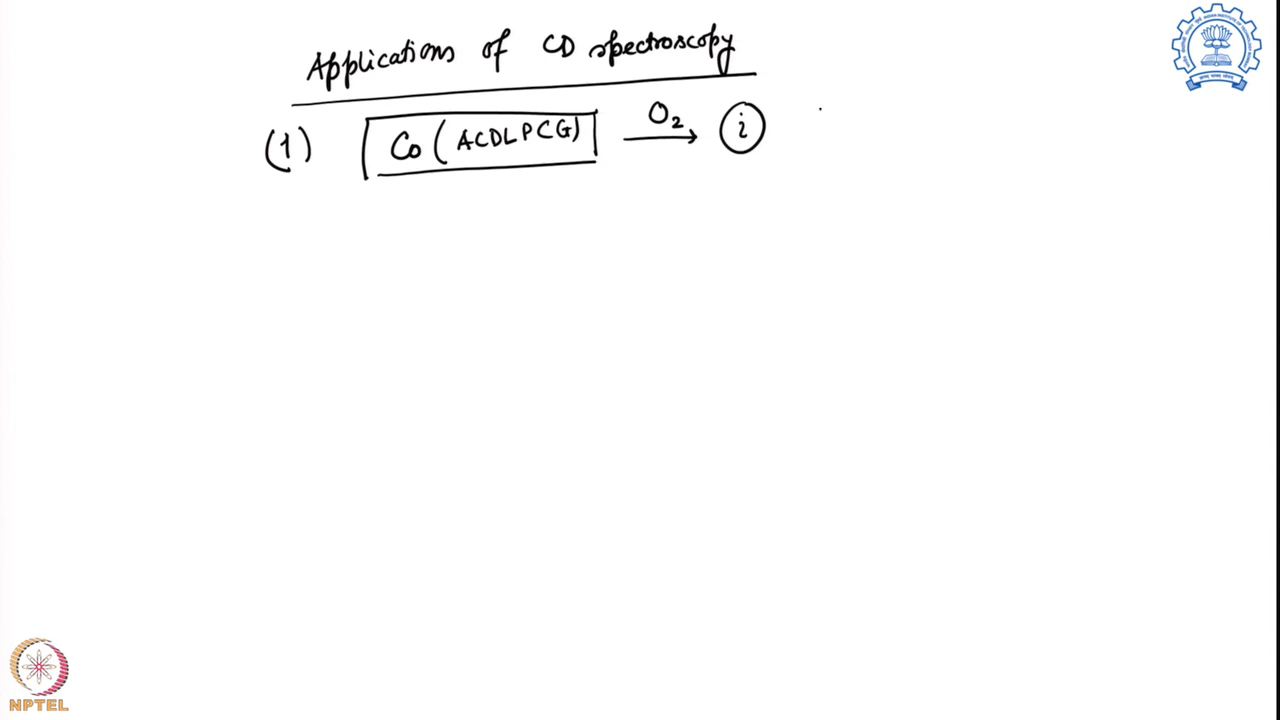 Applications of CD spectroscopy
(1) Co(ACDLPCG) O2 → i
NPTEL